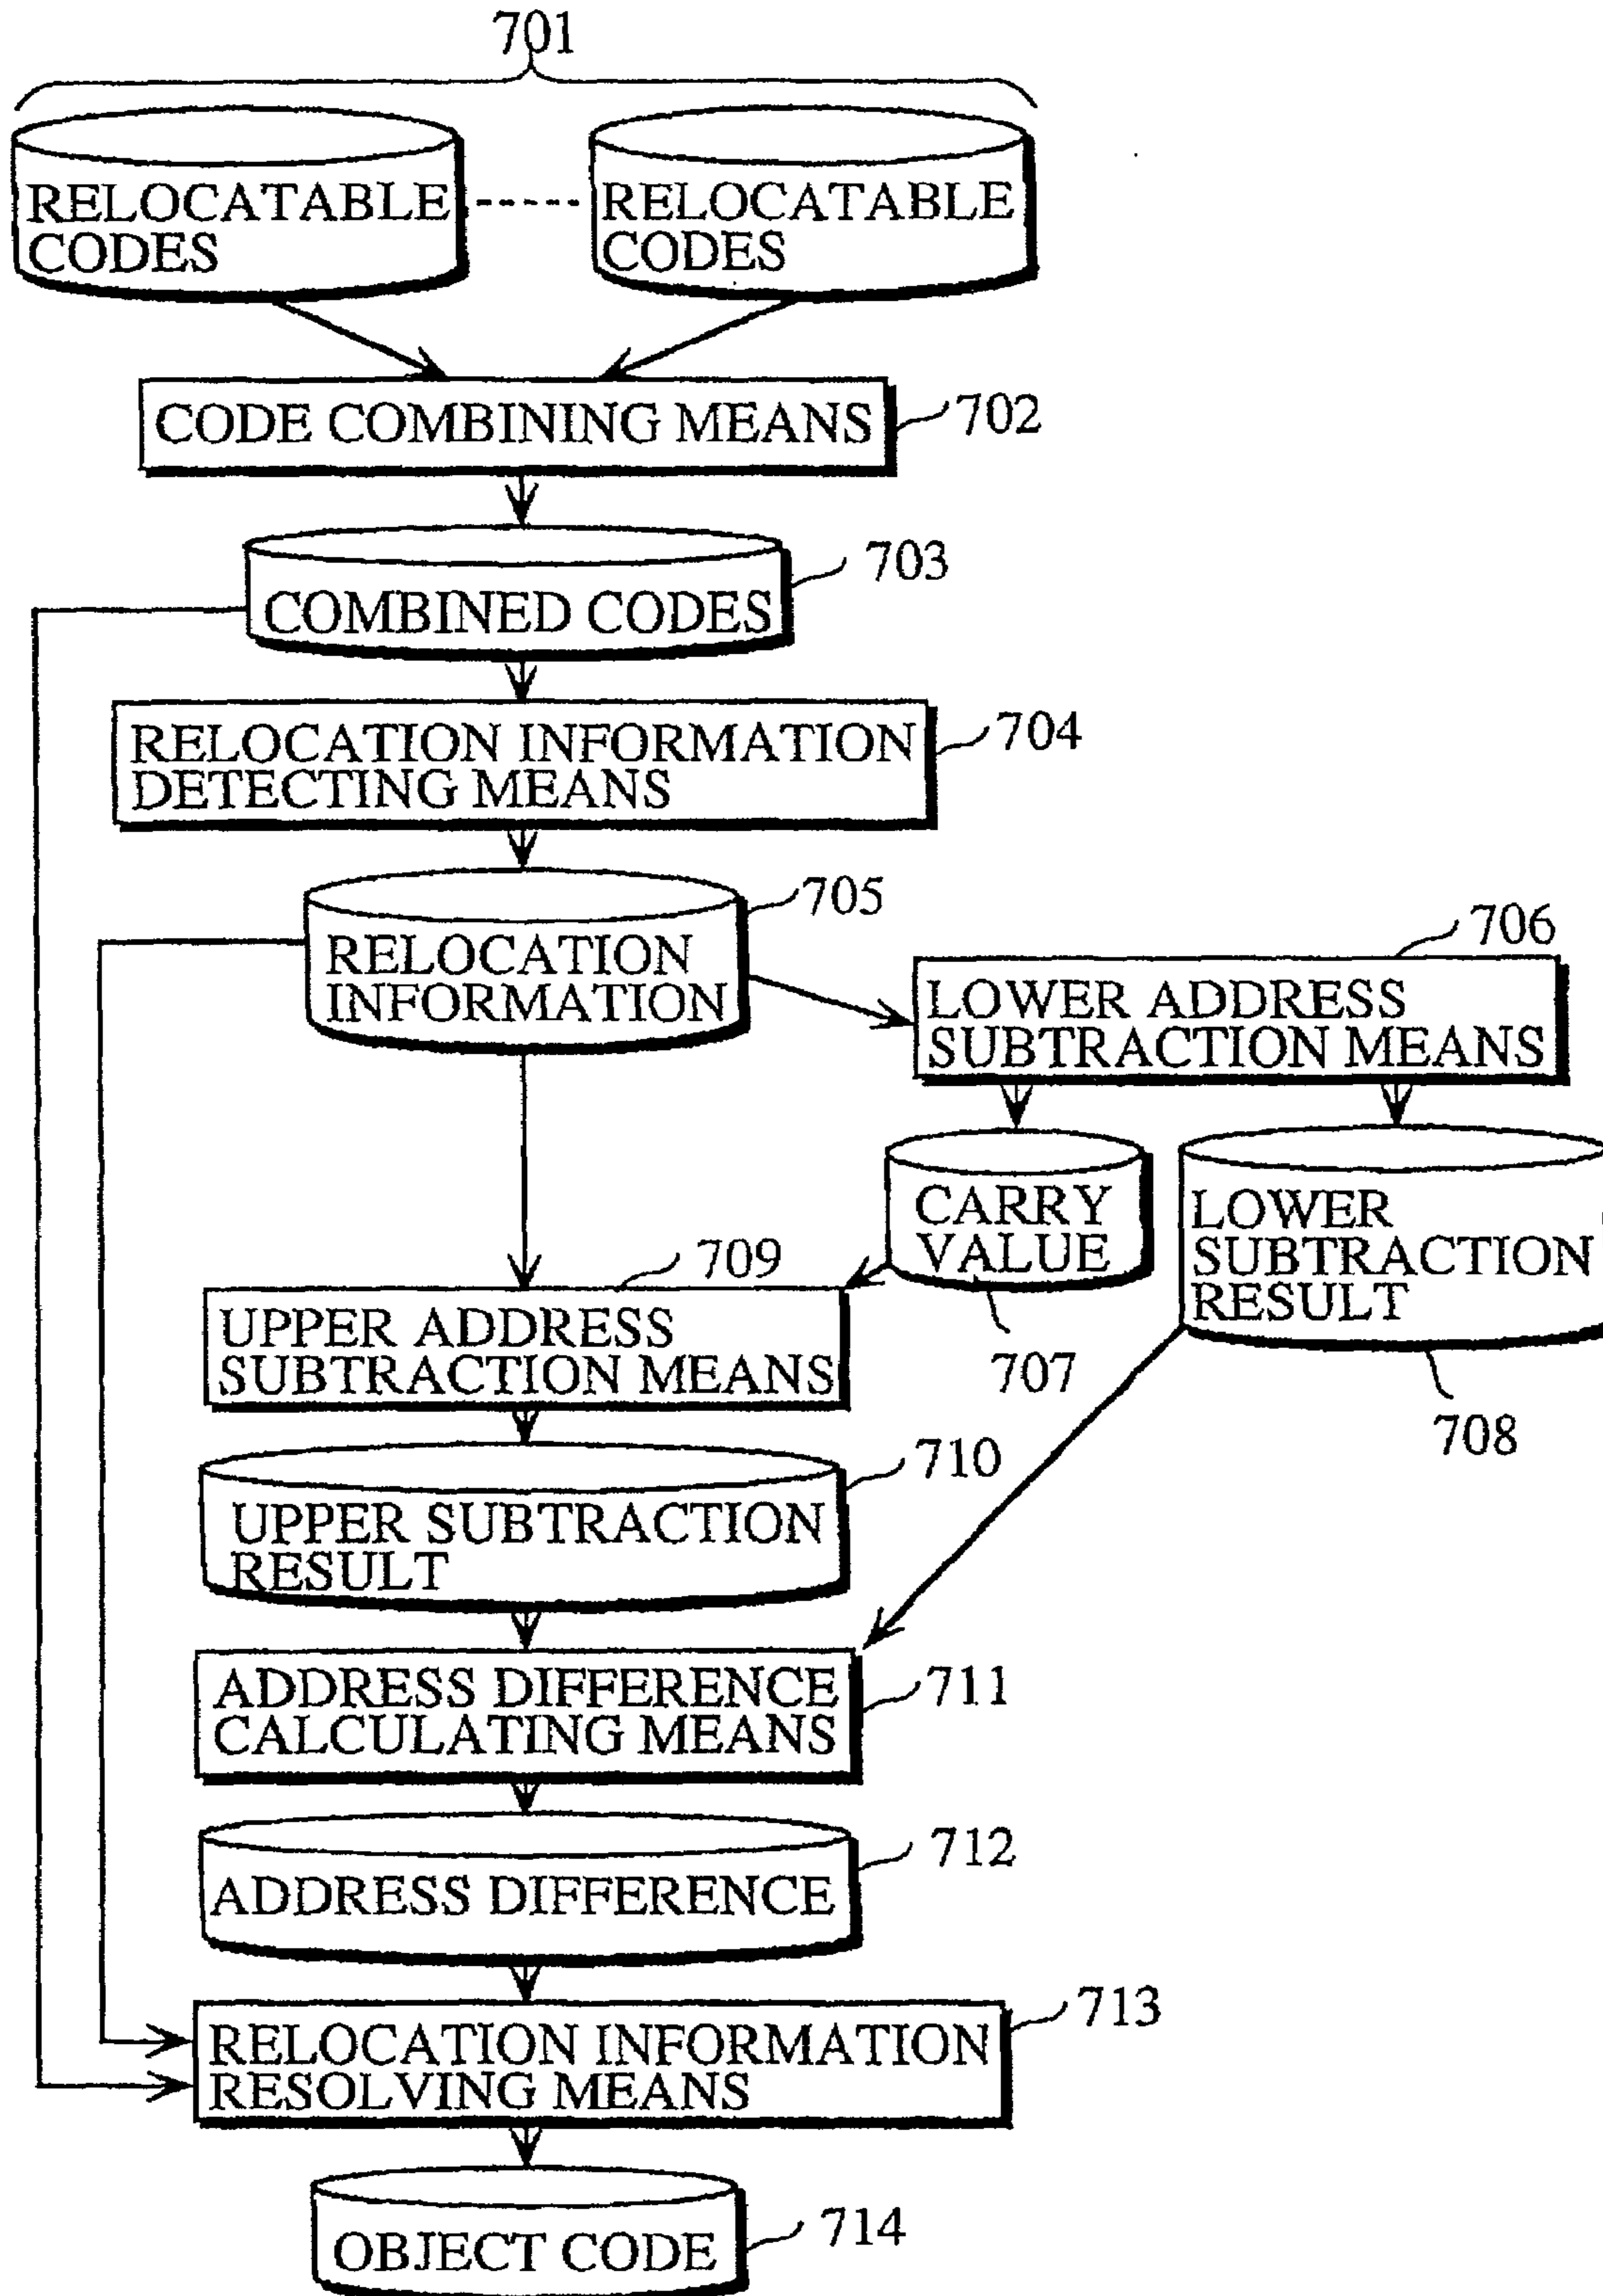 701
RELOCATABLE
CODES
RELOCATABLE
CODES
CODE COMBINING MEANS
702
703
COMBINED CODES
RELOCATION INFORMATION
DETECTING MEANS
704
705
RELOCATION
INFORMATION
706
LOWER ADDRESS
SUBTRACTION MEANS
CARRY
VALUE
707
LOWER
SUBTRACTION
RESULT
708
709
UPPER ADDRESS
SUBTRACTION MEANS
710
UPPER SUBTRACTION
RESULT
ADDRESS DIFFERENCE
CALCULATING MEANS
711
712
ADDRESS DIFFERENCE
713
RELOCATION INFORMATION
RESOLVING MEANS
OBJECT CODE
714